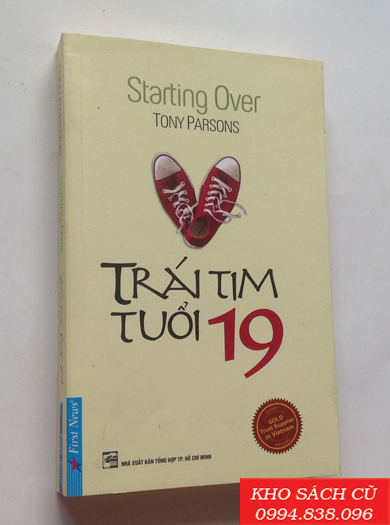 Starting Over
TONY PARSONS
TRÁI TIM
TUỔI 19
GOLD
Trust Supplier
in Vietnam
First News
NHÀ XUẤT BẢN TỔNG HỢP TP. HỒ CHÍ MINH
KHO SÁCH CŨ
0994.838.096